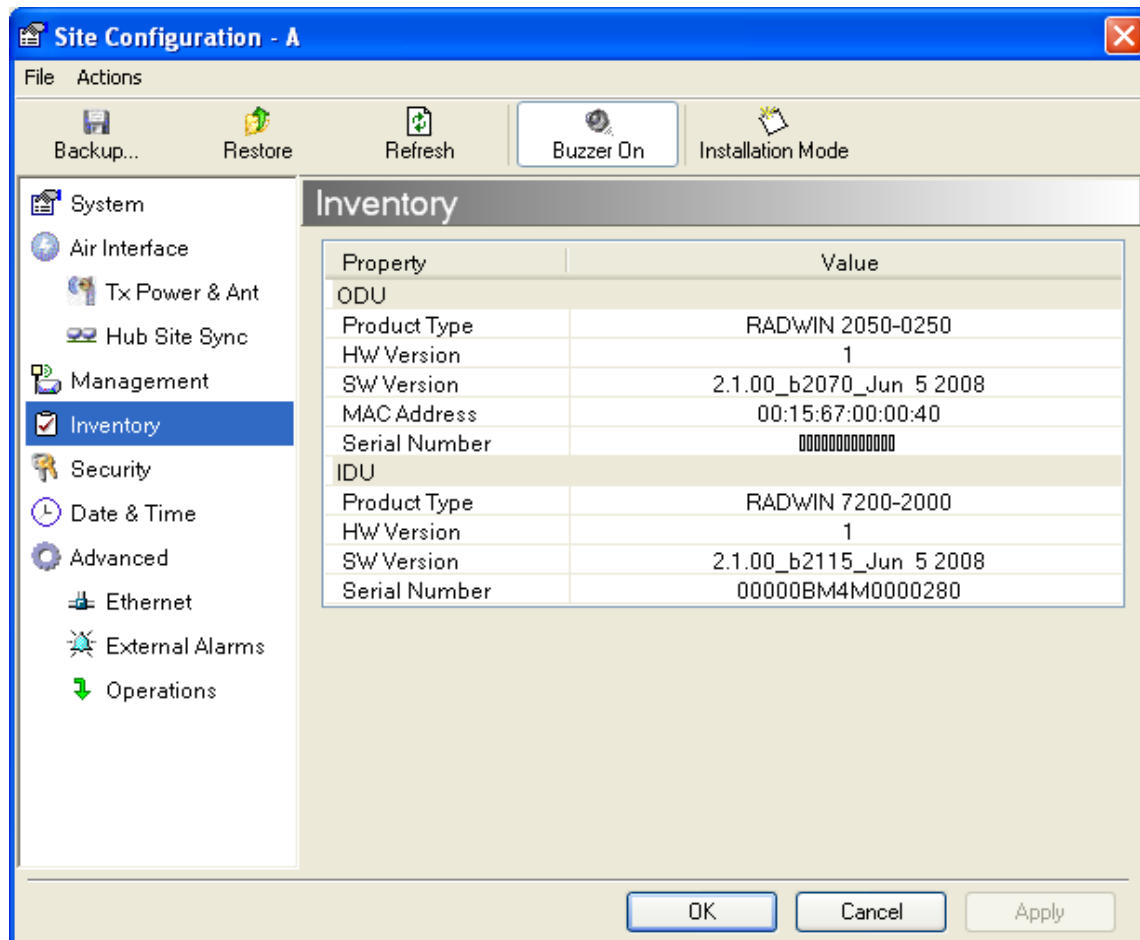 Site Configuration - A
File Actions
Backup... Restore Refresh Buzzer On Installation Mode
System
Air Interface
Tx Power & Ant
Hub Site Sync
Management
Inventory
Security
Date & Time
Advanced
Ethernet
External Alarms
Operations
Inventory
Property Value
ODU
Product Type RADWIN 2050-0250
HW Version 1
SW Version 2.1.00_b2070_Jun 5 2008
MAC Address 00:15:67:00:00:40
Serial Number
IDU
Product Type RADWIN 7200-2000
HW Version 1
SW Version 2.1.00_b2115_Jun 5 2008
Serial Number 00000BM4M0000280
OK Cancel Apply